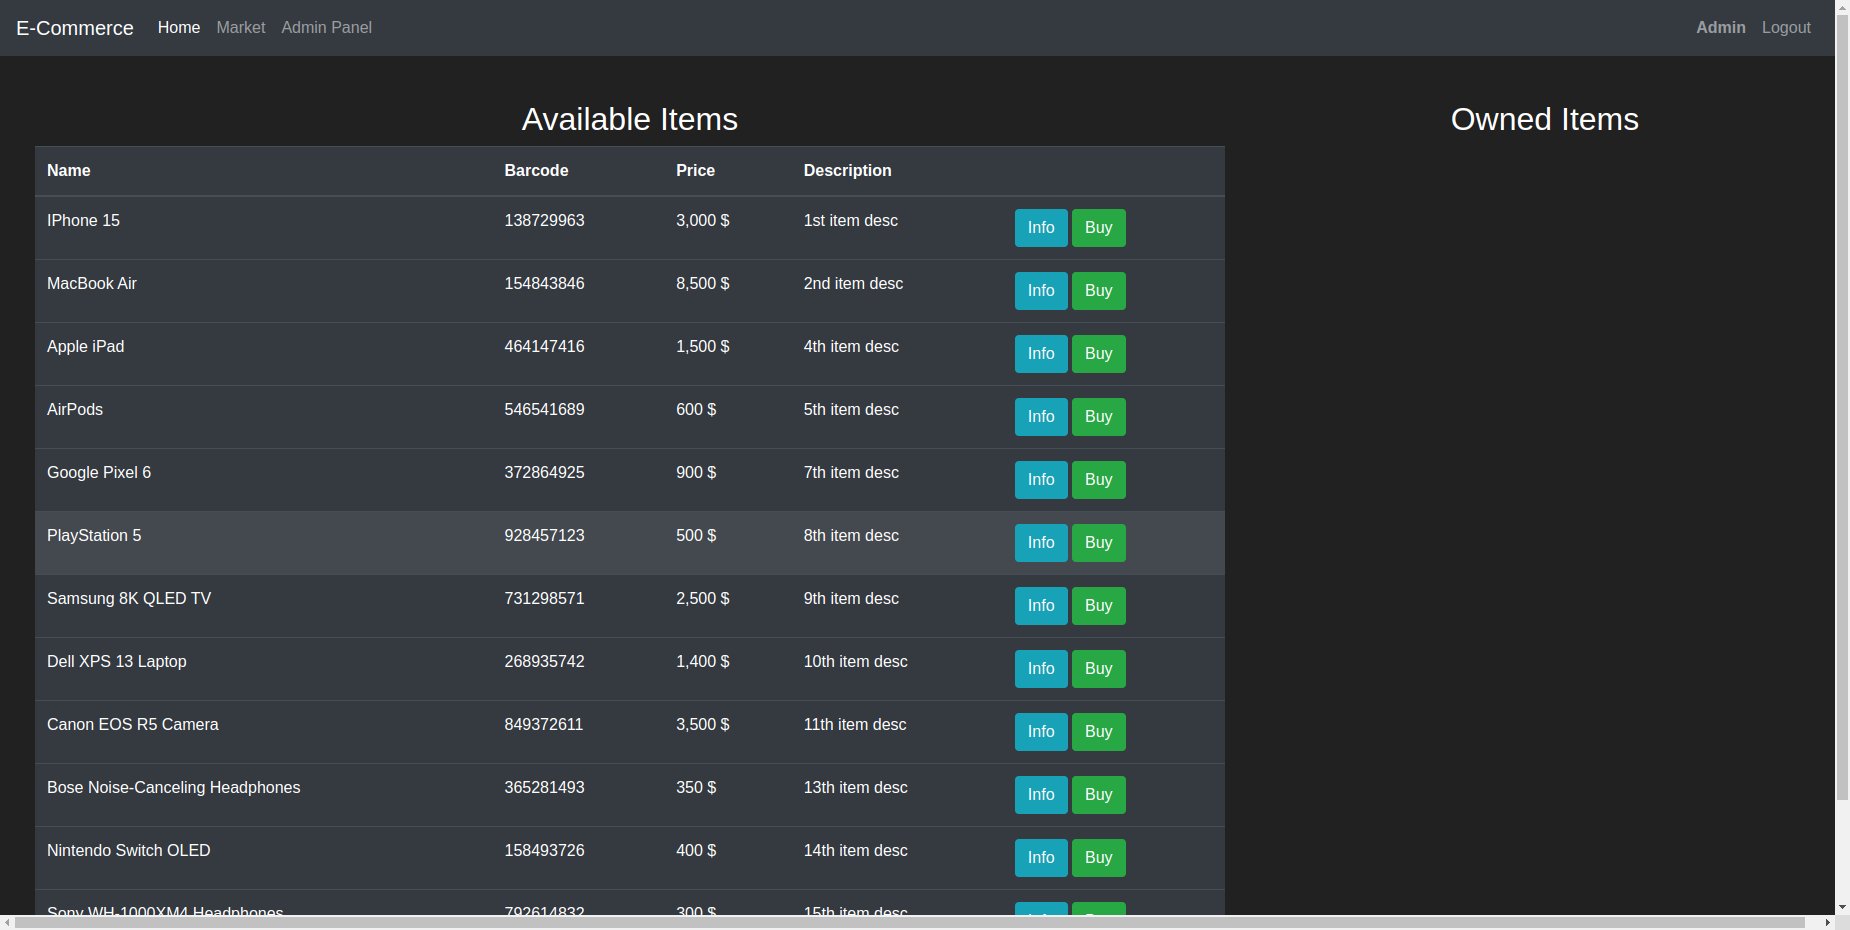 E-Commerce Home Market Admin Panel Admin Logout
Available Items
Owned Items
Name Barcode Price Description
IPhone 15 138729963 3,000 $ 1st item desc Info Buy
MacBook Air 154843846 8,500 $ 2nd item desc Info Buy
Apple iPad 464147416 1,500 $ 4th item desc Info Buy
AirPods 546541689 600 $ 5th item desc Info Buy
Google Pixel 6 372864925 900 $ 7th item desc Info Buy
PlayStation 5 928457123 500 $ 8th item desc Info Buy
Samsung 8K QLED TV 731298571 2,500 $ 9th item desc Info Buy
Dell XPS 13 Laptop 268935742 1,400 $ 10th item desc Info Buy
Canon EOS R5 Camera 849372611 3,500 $ 11th item desc Info Buy
Bose Noise-Canceling Headphones 365281493 350 $ 13th item desc Info Buy
Nintendo Switch OLED 158493726 400 $ 14th item desc Info Buy
Sony WH-1000XM4 Headphones 792614832 300 $ 15th item desc